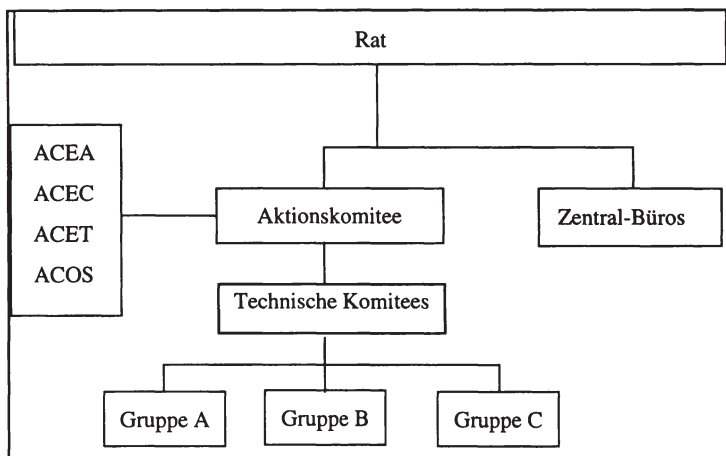 Rat
ACEA
ACEC
ACET
ACOS
Aktionskomitee
Zentral-Büros
Technische Komitees
Gruppe A
Gruppe B
Gruppe C